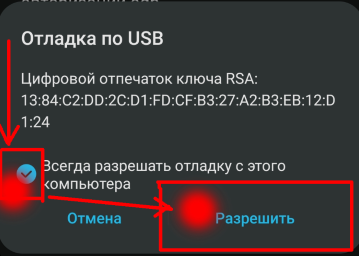 Отладка по USB
Цифровой отпечаток ключа RSA:
13:84:C2:DD:2C:D1:FD:CF:B3:27:A2:B3:EB:12:D
1:24
Всегда разрешать отладку с этого
компьютера
Отмена
Разрешить